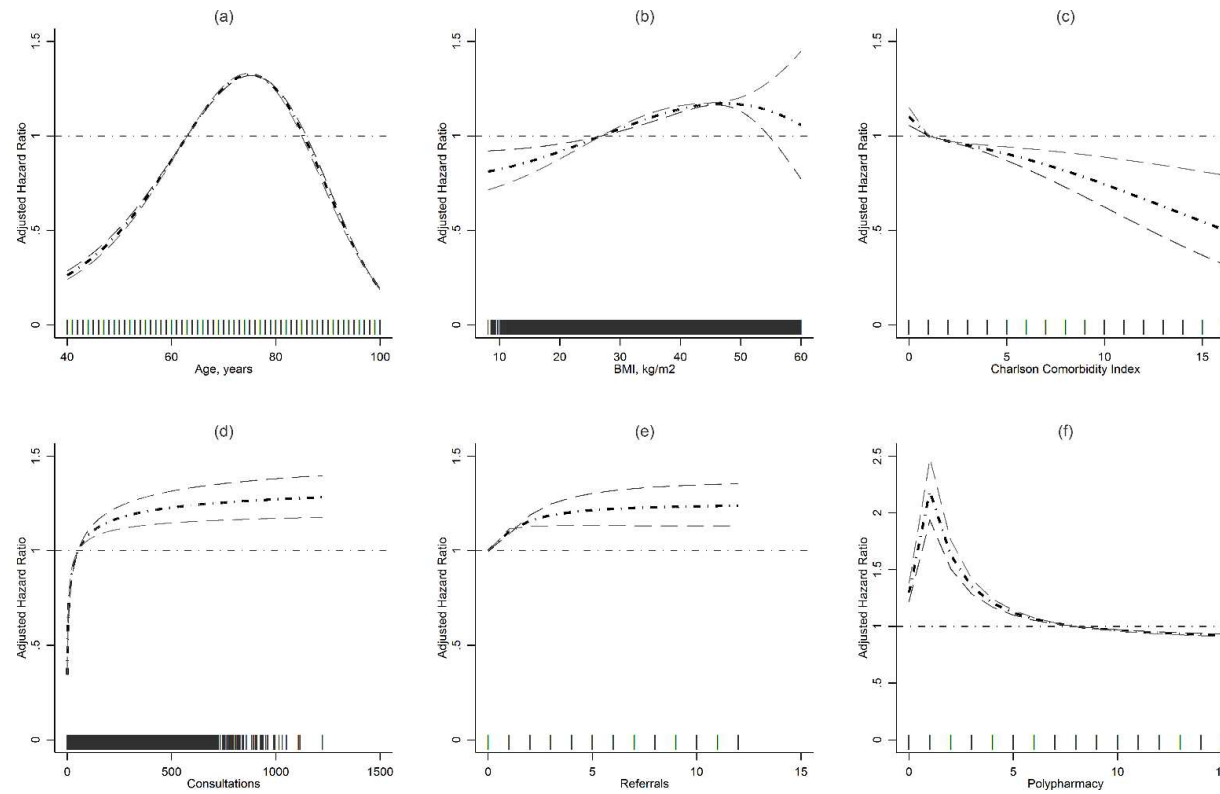 (a)
Adjusted Hazard Ratio
1.5
1
.5
0
40
60
80
100
Age, years
(b)
Adjusted Hazard Ratio
1.5
1
.5
0
10
20
30
40
50
60
BMI, kg/m2
(c)
Adjusted Hazard Ratio
1.5
1
.5
0
0
5
10
15
Charlson Comorbidity Index
(d)
Adjusted Hazard Ratio
1.5
1
.5
0
0
500
1000
1500
Consultations
(e)
Adjusted Hazard Ratio
1.5
1
.5
0
0
5
10
15
Referrals
(f)
Adjusted Hazard Ratio
2.5
2
1.5
1
.5
0
0
5
10
15
Polypharmacy